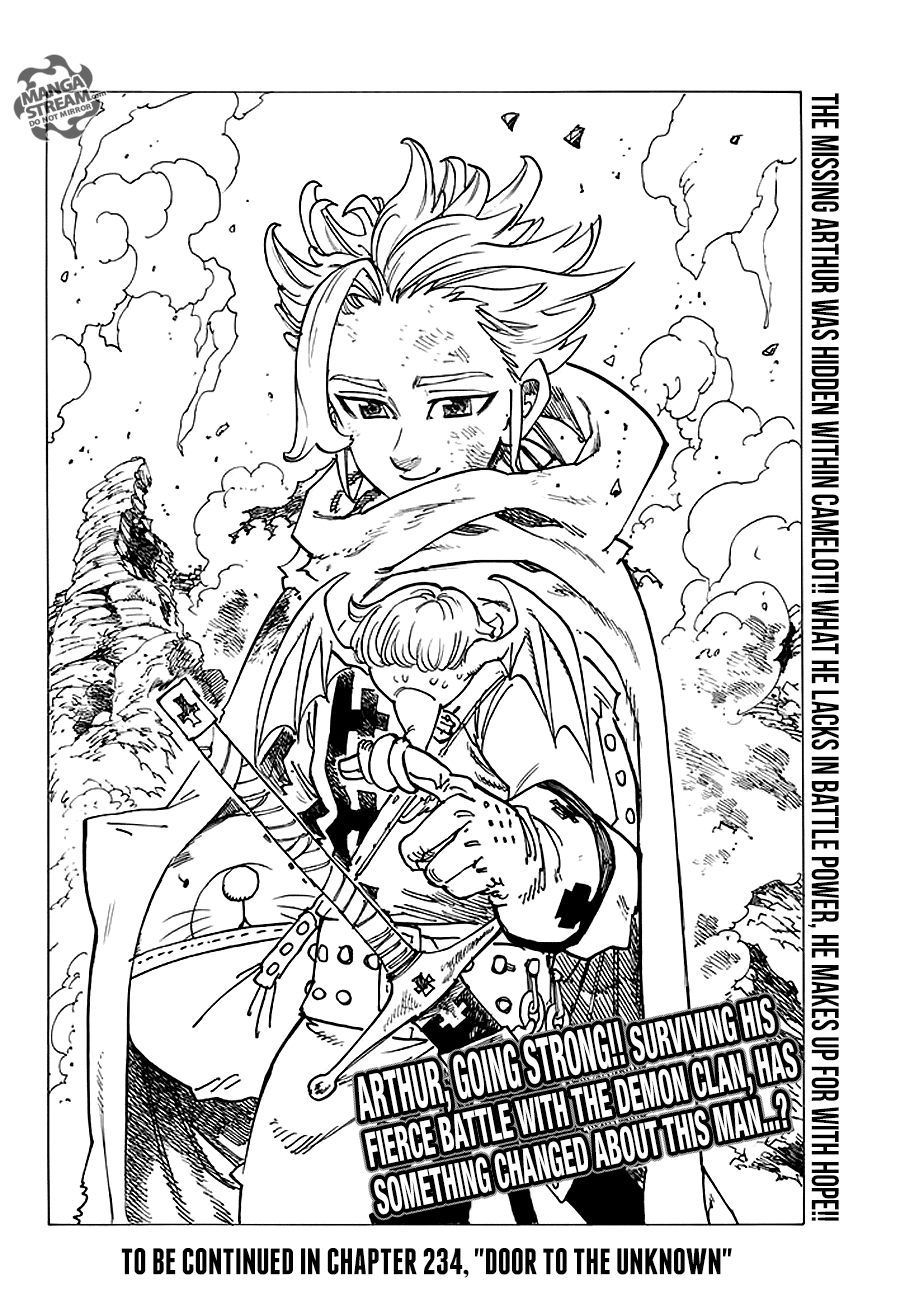 MANGA
STREAM.com
DO NOT MIRROR
THE MISSING ARTHUR WAS HIDDEN WITHIN CAMELOT!! WHAT HE LACKS IN BATTLE POWER, HE MAKES UP FOR WITH HOPE!!
ARTHUR, GOING STRONG!! SURVIVING HIS
FIERCE BATTLE WITH THE DEMON CLAN, HAS
SOMETHING CHANGED ABOUT THIS MAN...?
TO BE CONTINUED IN CHAPTER 234, "DOOR TO THE UNKNOWN"